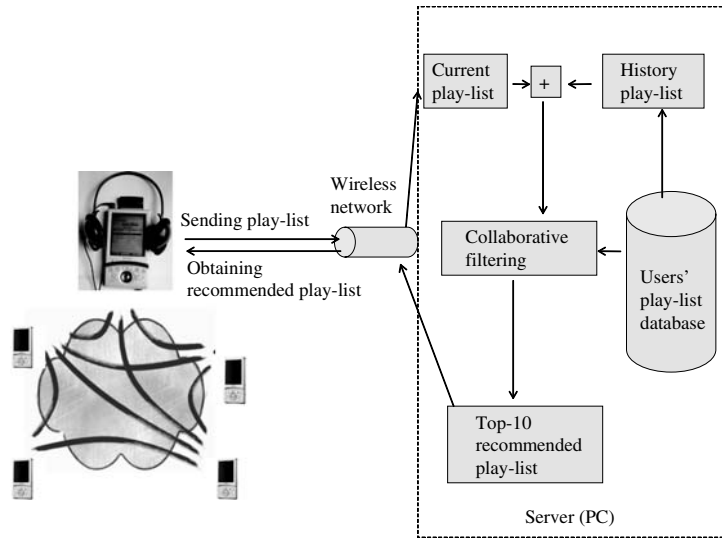 Current
play-list
+
History
play-list
Wireless
network
Sending play-list
Obtaining
recommended play-list
Collaborative
filtering
Users'
play-list
database
Top-10
recommended
play-list
Server (PC)